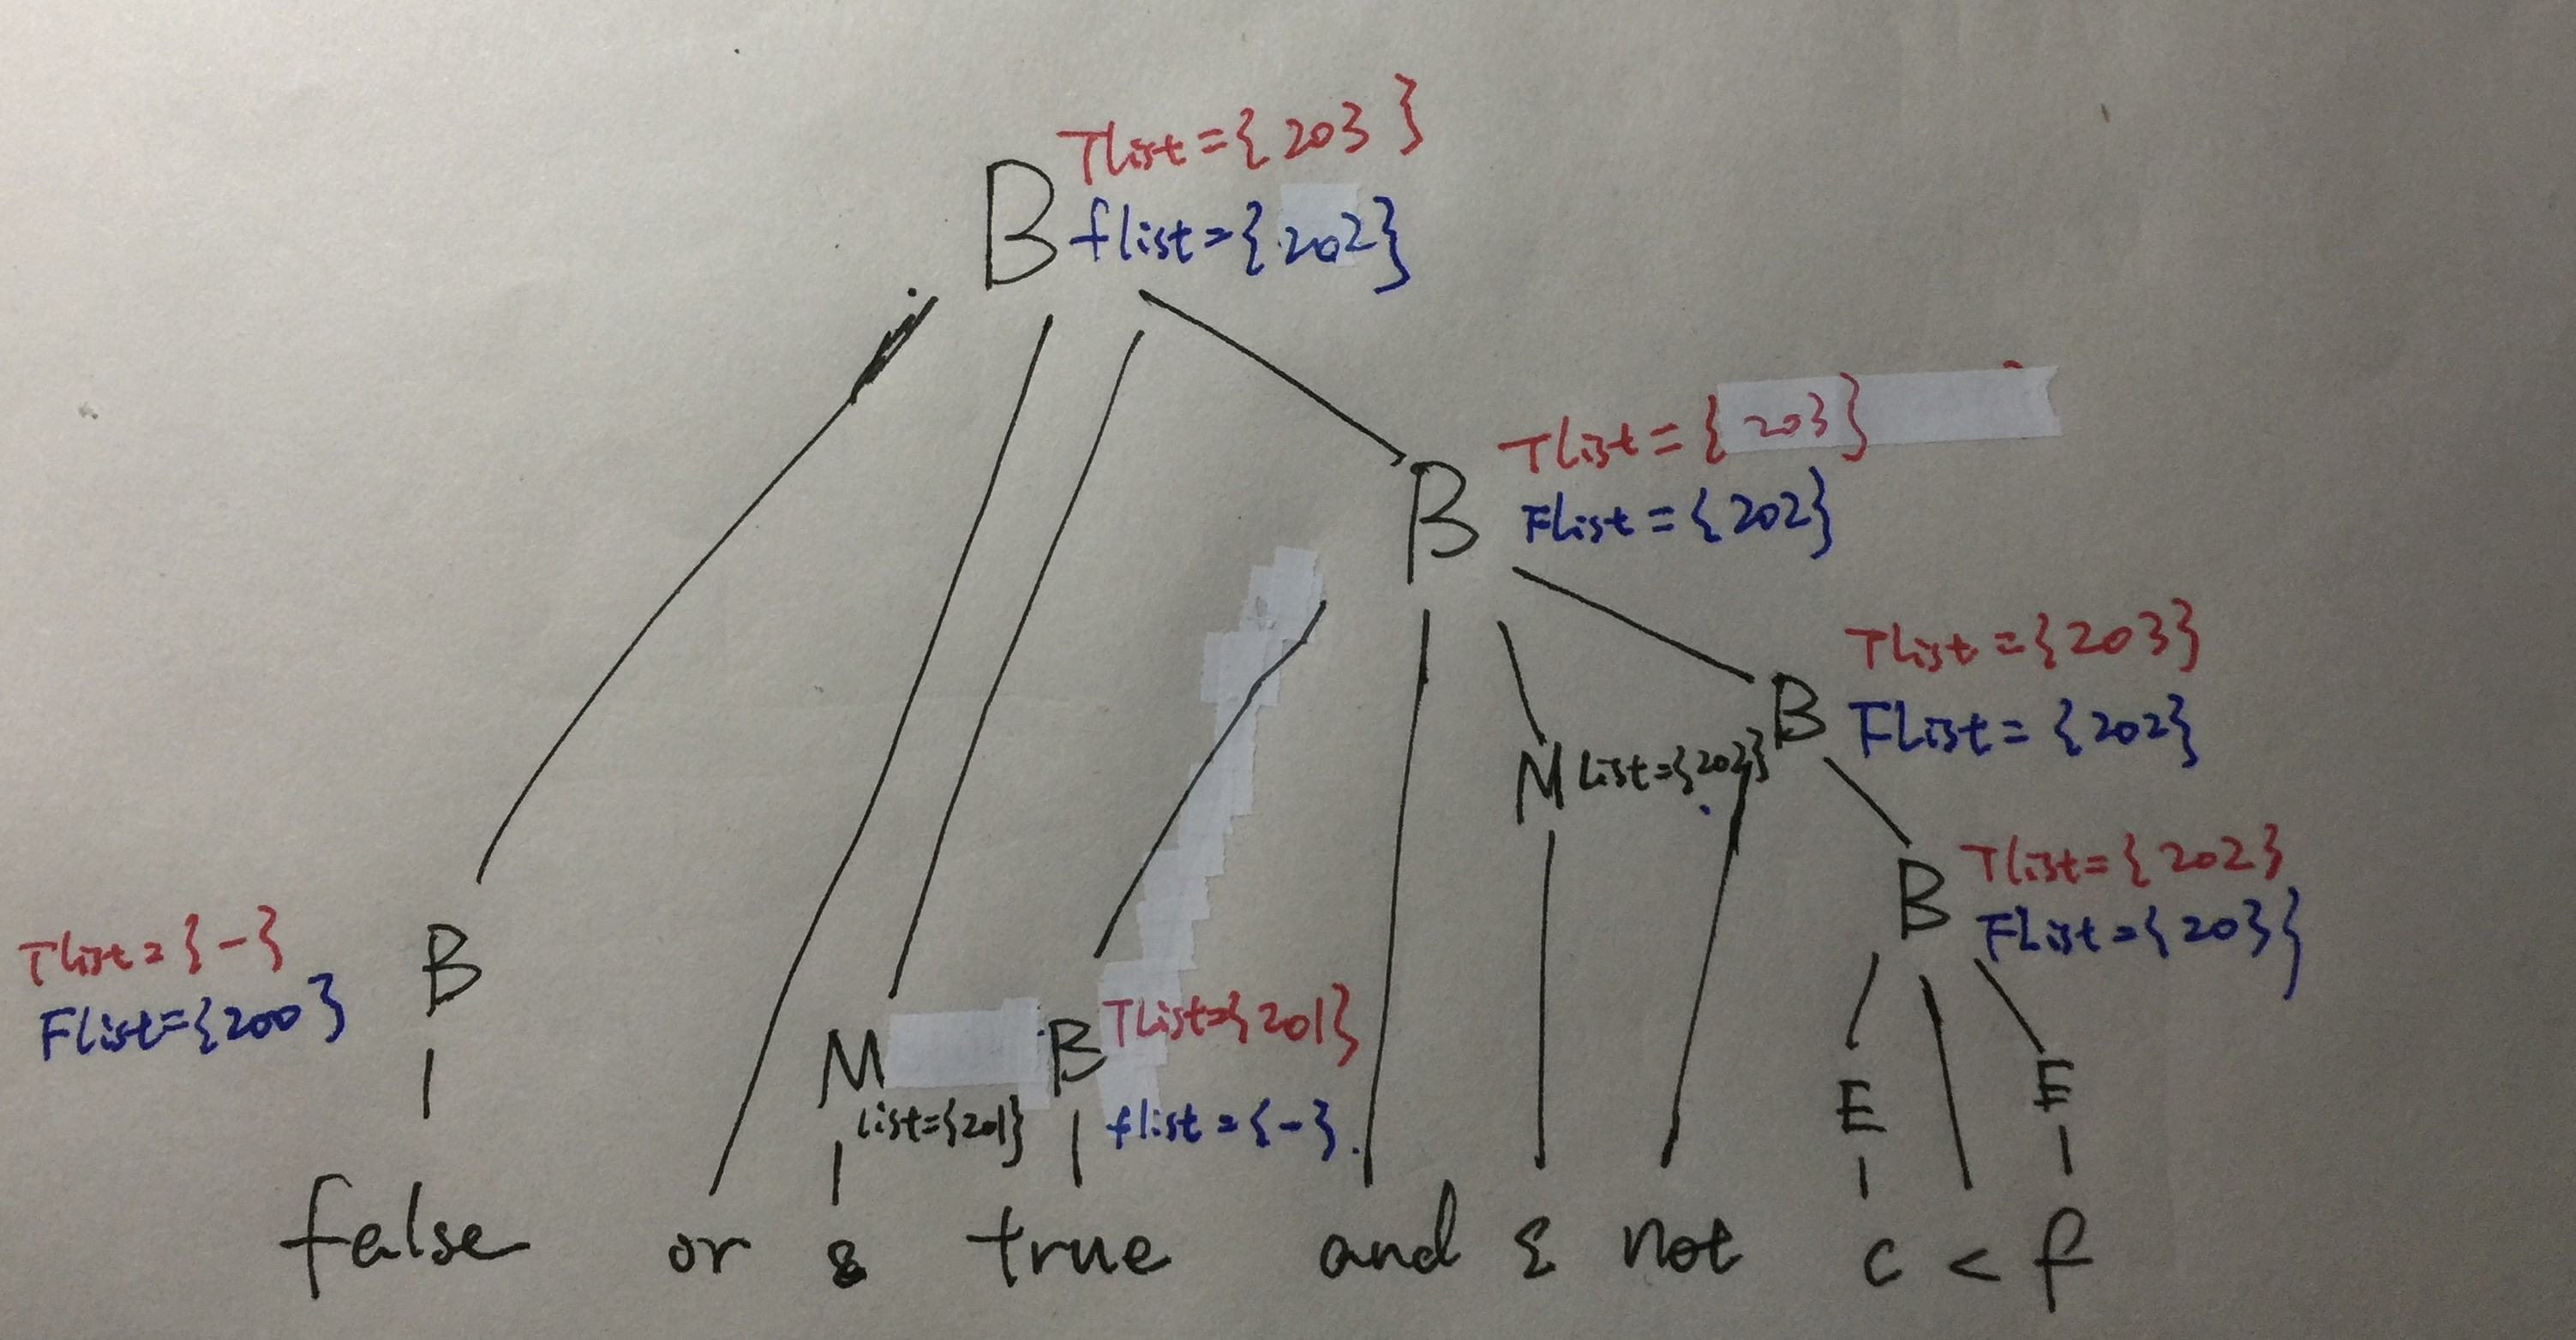 Tlist={203}
B flist={202}
Tlist={203}
B Flist={202}
Tlist={203}
B Flist={202}
M list={202}
Tlist={202}
B Flist={203}
Tlist={-} B
Flist={200}
M B Tlist={201}
list={201} flist={-}
E E
false or ε true and ε not c < f